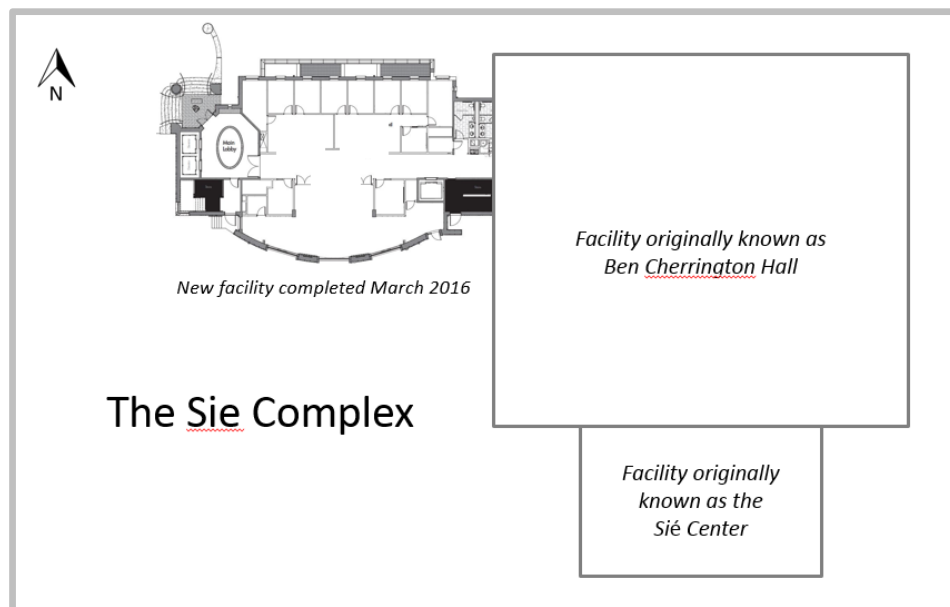 N
Main
Lobby
New facility completed March 2016
Facility originally known as
Ben Cherrington Hall
The Sie Complex
Facility originally
known as the
Sié Center